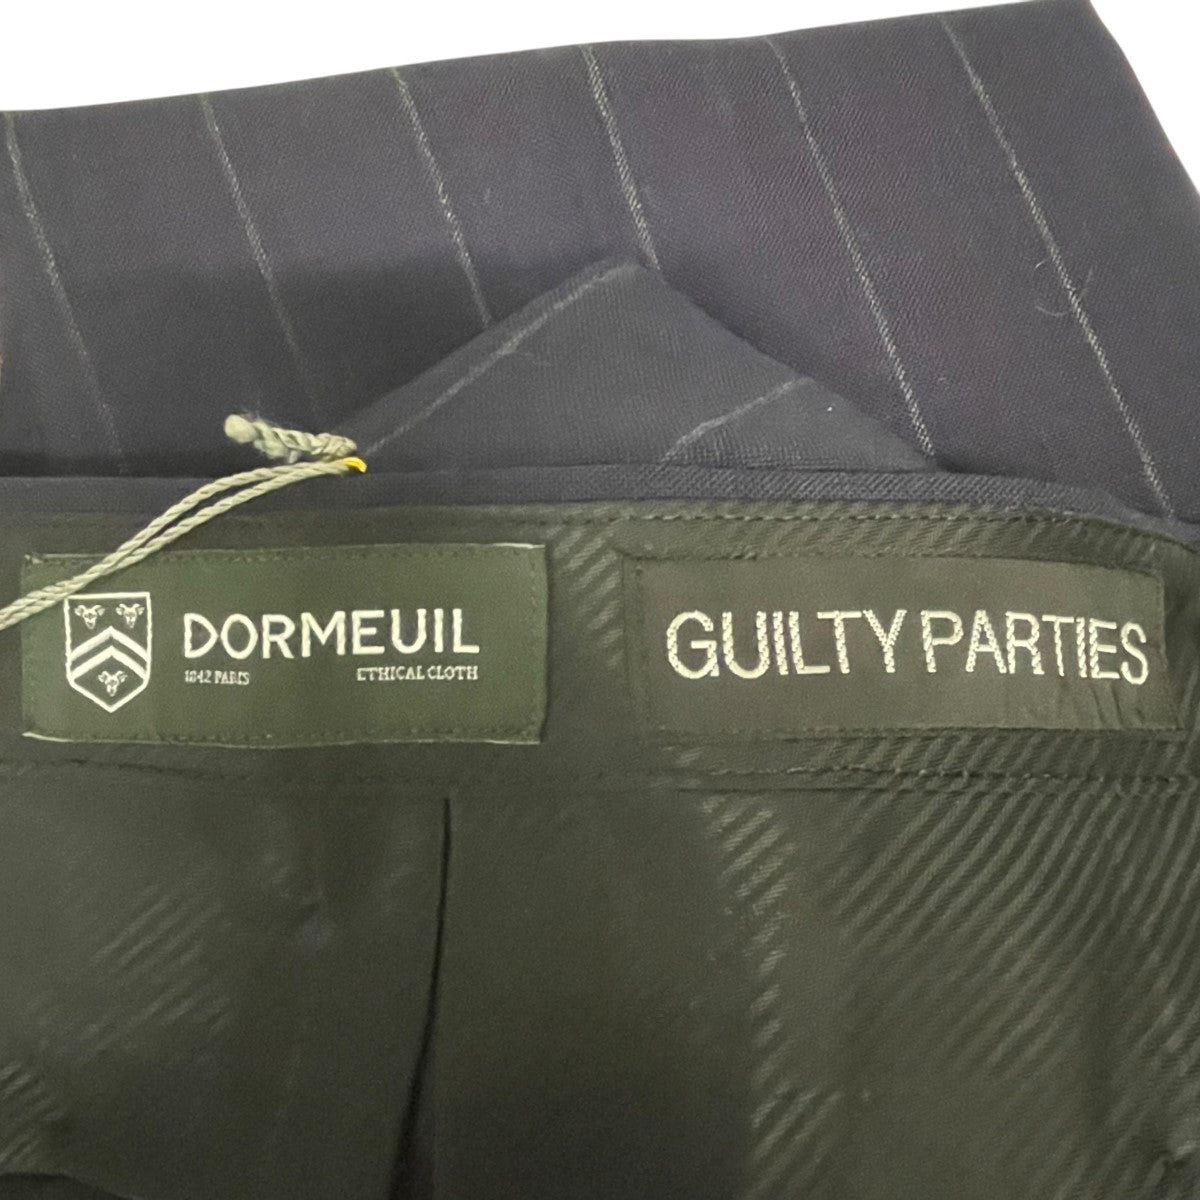 DORMEUIL
1842 PARIS ETHICAL CLOTH
GUILTY PARTIES